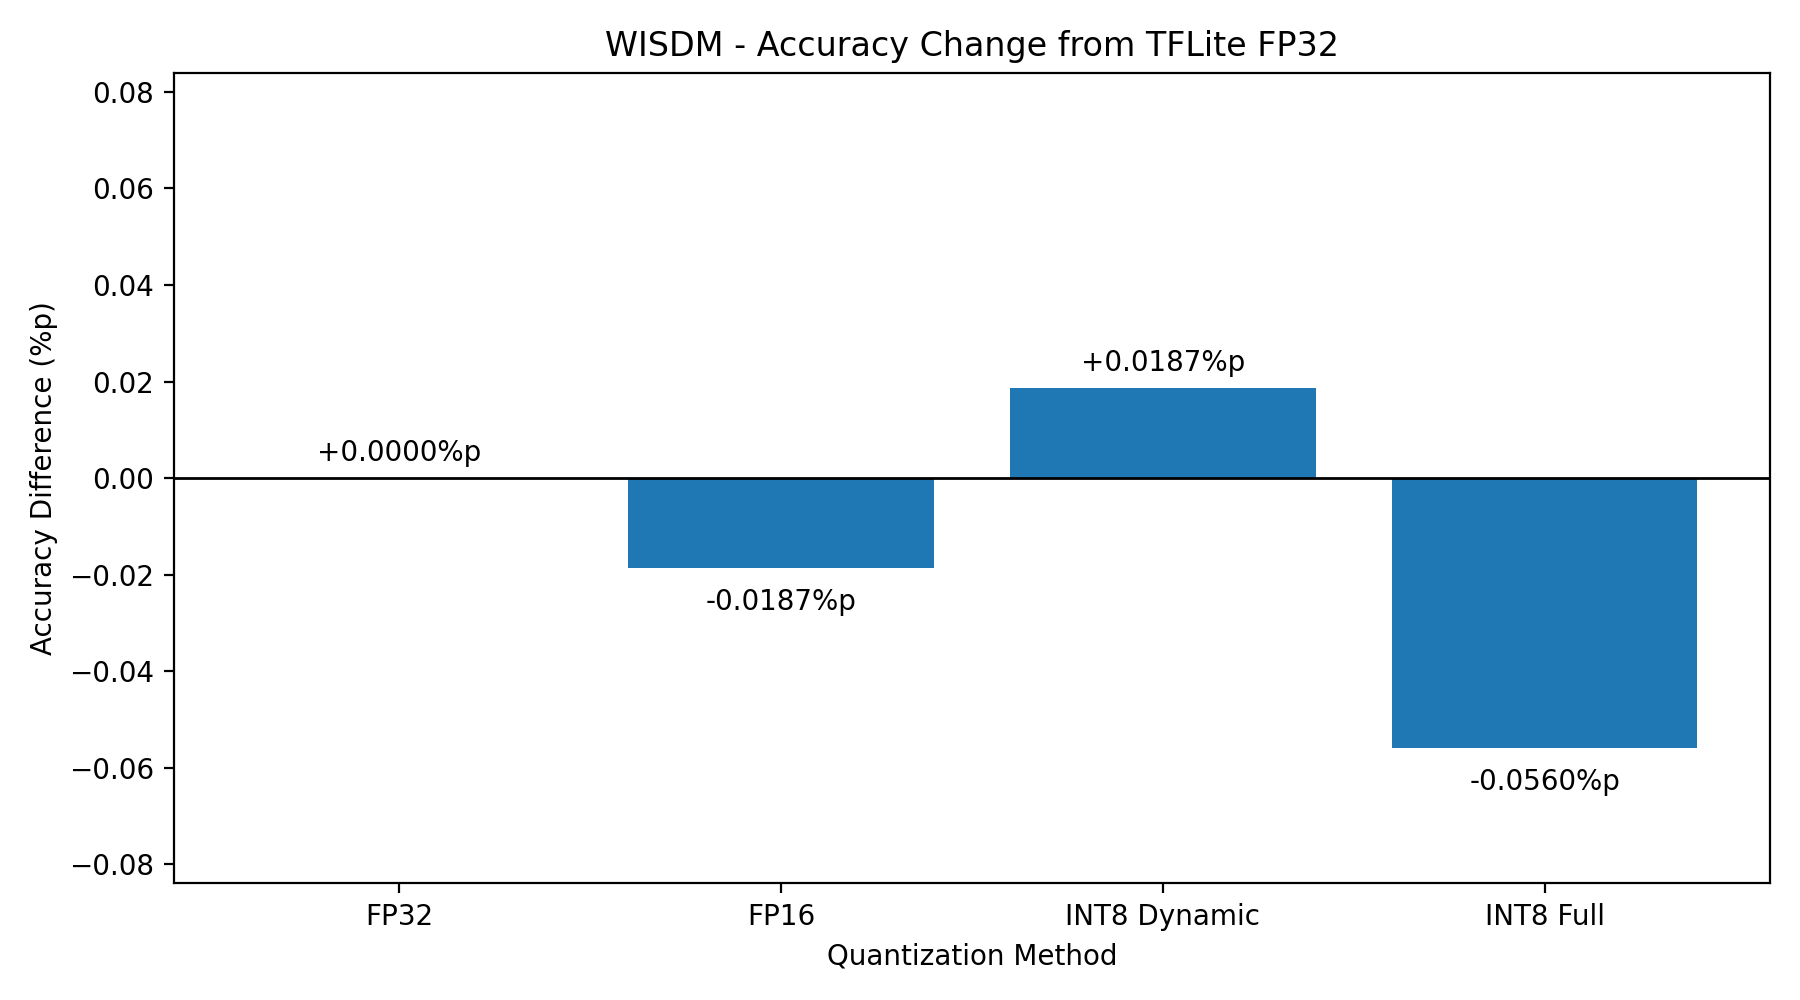 WISDM - Accuracy Change from TFLite FP32
0.08
0.06
0.04
0.02
0.00
−0.02
−0.04
−0.06
−0.08
Accuracy Difference (%p)
+0.0000%p
-0.0187%p
+0.0187%p
-0.0560%p
FP32
FP16
INT8 Dynamic
INT8 Full
Quantization Method